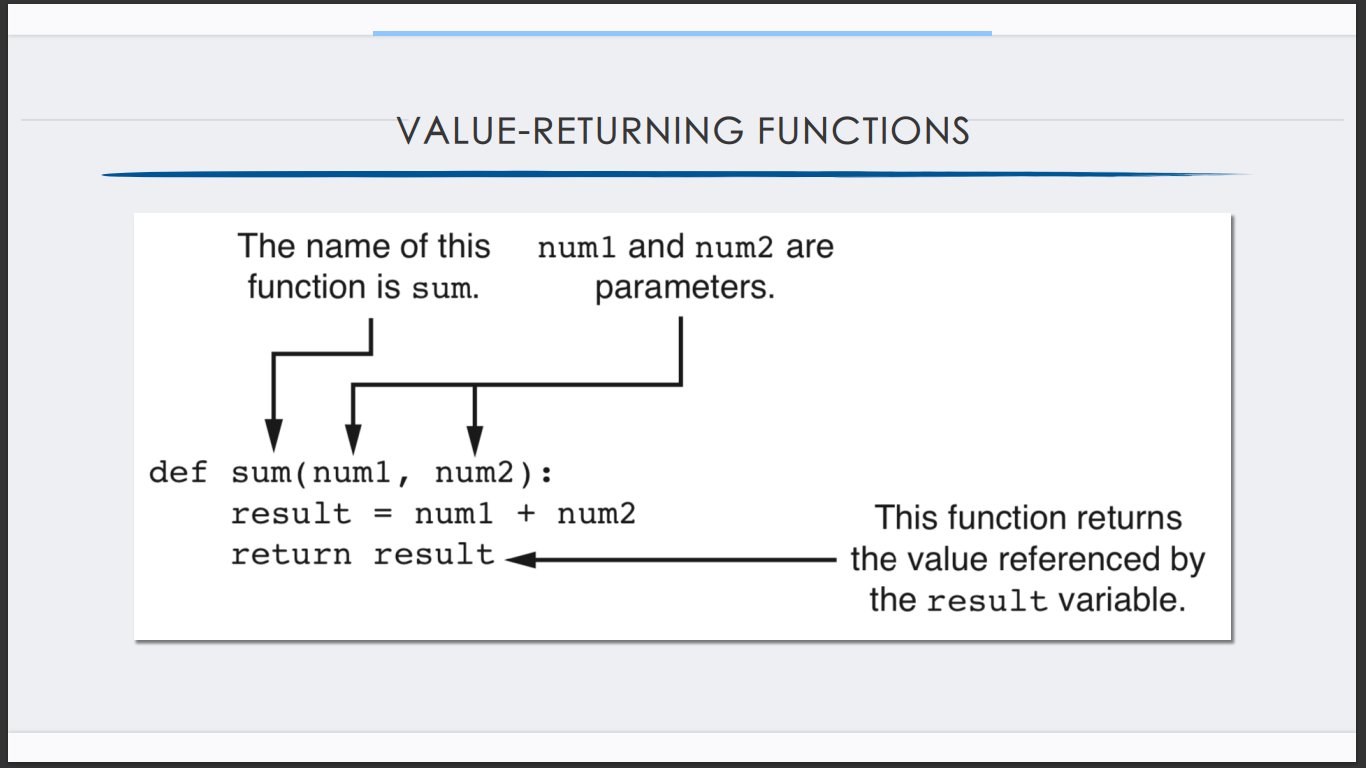 VALUE-RETURNING FUNCTIONS
The name of this
function is sum.
num1 and num2 are
parameters.
def sum(num1, num2):
    result = num1 + num2
    return result
This function returns
the value referenced by
the result variable.